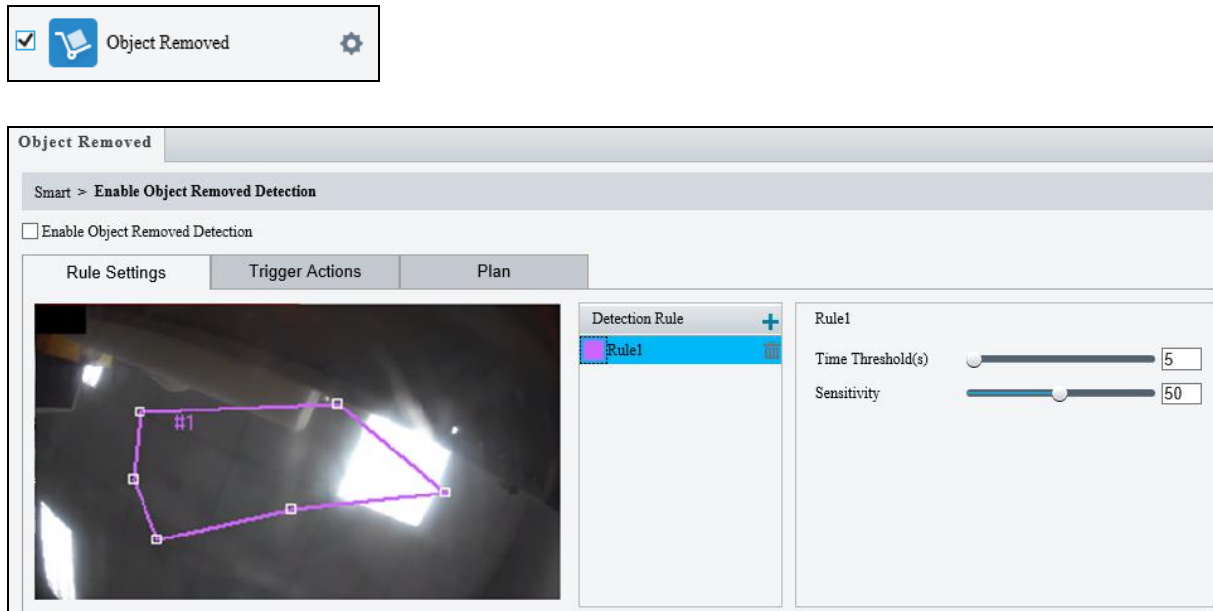 Object Removed
Object Removed
Smart > Enable Object Removed Detection
Enable Object Removed Detection
Rule Settings Trigger Actions Plan
#1
Detection Rule
Rule1
Rule1
Time Threshold(s) 5
Sensitivity 50